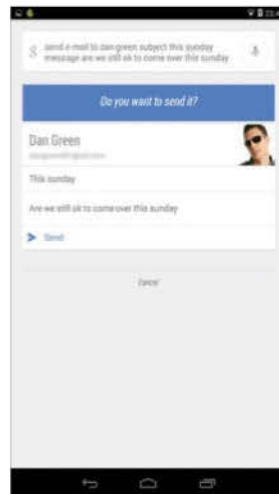 send e-mail to dan green subject this sunday
message are we still ok to come over this sunday
Do you want to send it?
Dan Green
This sunday
Are we still ok to come over this sunday
Send
Cancel